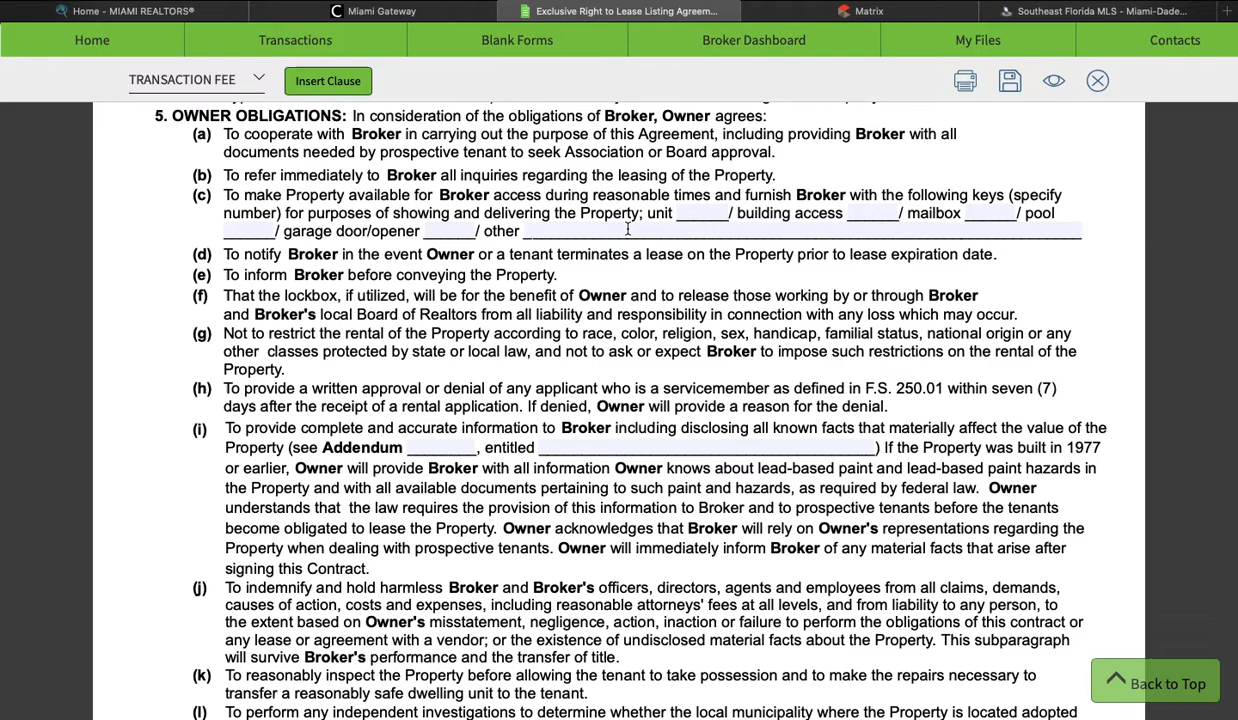 Home - MIAMI REALTORS®
Miami Gateway
Exclusive Right to Lease Listing Agreem...
Matrix
Southeast Florida MLS - Miami-Dade...
Home
Transactions
Blank Forms
Broker Dashboard
My Files
Contacts
TRANSACTION FEE
Insert Clause
5. OWNER OBLIGATIONS: In consideration of the obligations of Broker, Owner agrees:
(a) To cooperate with Broker in carrying out the purpose of this Agreement, including providing Broker with all
documents needed by prospective tenant to seek Association or Board approval.
(b) To refer immediately to Broker all inquiries regarding the leasing of the Property.
(c) To make Property available for Broker access during reasonable times and furnish Broker with the following keys (specify
number) for purposes of showing and delivering the Property; unit ______/ building access ______/ mailbox ______/ pool
______/ garage door/opener ______/ other ______
(d) To notify Broker in the event Owner or a tenant terminates a lease on the Property prior to lease expiration date.
(e) To inform Broker before conveying the Property.
(f) That the lockbox, if utilized, will be for the benefit of Owner and to release those working by or through Broker
and Broker's local Board of Realtors from all liability and responsibility in connection with any loss which may occur.
(g) Not to restrict the rental of the Property according to race, color, religion, sex, handicap, familial status, national origin or any
other classes protected by state or local law, and not to ask or expect Broker to impose such restrictions on the rental of the
Property.
(h) To provide a written approval or denial of any applicant who is a servicemember as defined in F.S. 250.01 within seven (7)
days after the receipt of a rental application. If denied, Owner will provide a reason for the denial.
(i) To provide complete and accurate information to Broker including disclosing all known facts that materially affect the value of the
Property (see Addendum ________, entitled ________________________) If the Property was built in 1977
or earlier, Owner will provide Broker with all information Owner knows about lead-based paint and lead-based paint hazards in
the Property and with all available documents pertaining to such paint and hazards, as required by federal law. Owner
understands that the law requires the provision of this information to Broker and to prospective tenants before the tenants
become obligated to lease the Property. Owner acknowledges that Broker will rely on Owner's representations regarding the
Property when dealing with prospective tenants. Owner will immediately inform Broker of any material facts that arise after
signing this Contract.
(j) To indemnify and hold harmless Broker and Broker's officers, directors, agents and employees from all claims, demands,
causes of action, costs and expenses, including reasonable attorneys' fees at all levels, and from liability to any person, to
the extent based on Owner's misstatement, negligence, action, inaction or failure to perform the obligations of this contract or
any lease or agreement with a vendor; or the existence of undisclosed material facts about the Property. This subparagraph
will survive Broker's performance and the transfer of title.
(k) To reasonably inspect the Property before allowing the tenant to take possession and to make the repairs necessary to
transfer a reasonably safe dwelling unit to the tenant.
(l) To perform any independent investigations to determine whether the local municipality where the Property is located adopted
Back to Top